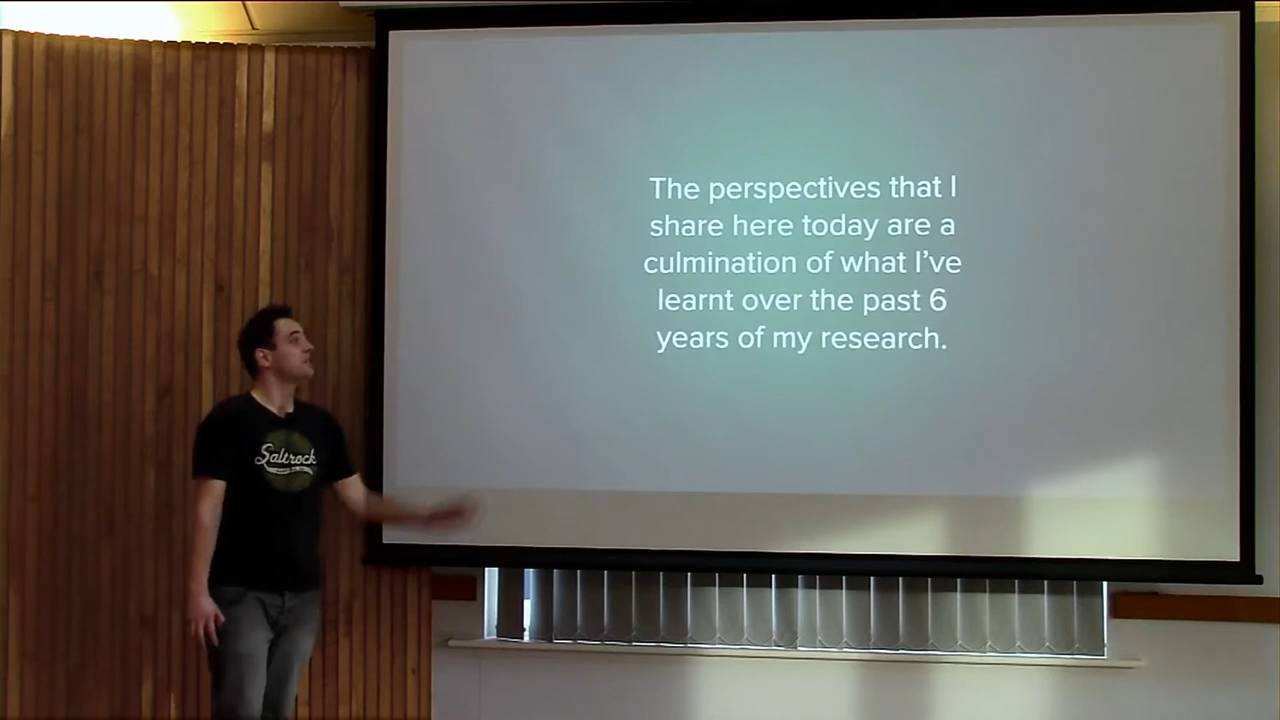 The perspectives that I
share here today are a
culmination of what I've
learnt over the past 6
years of my research.
Saltrock